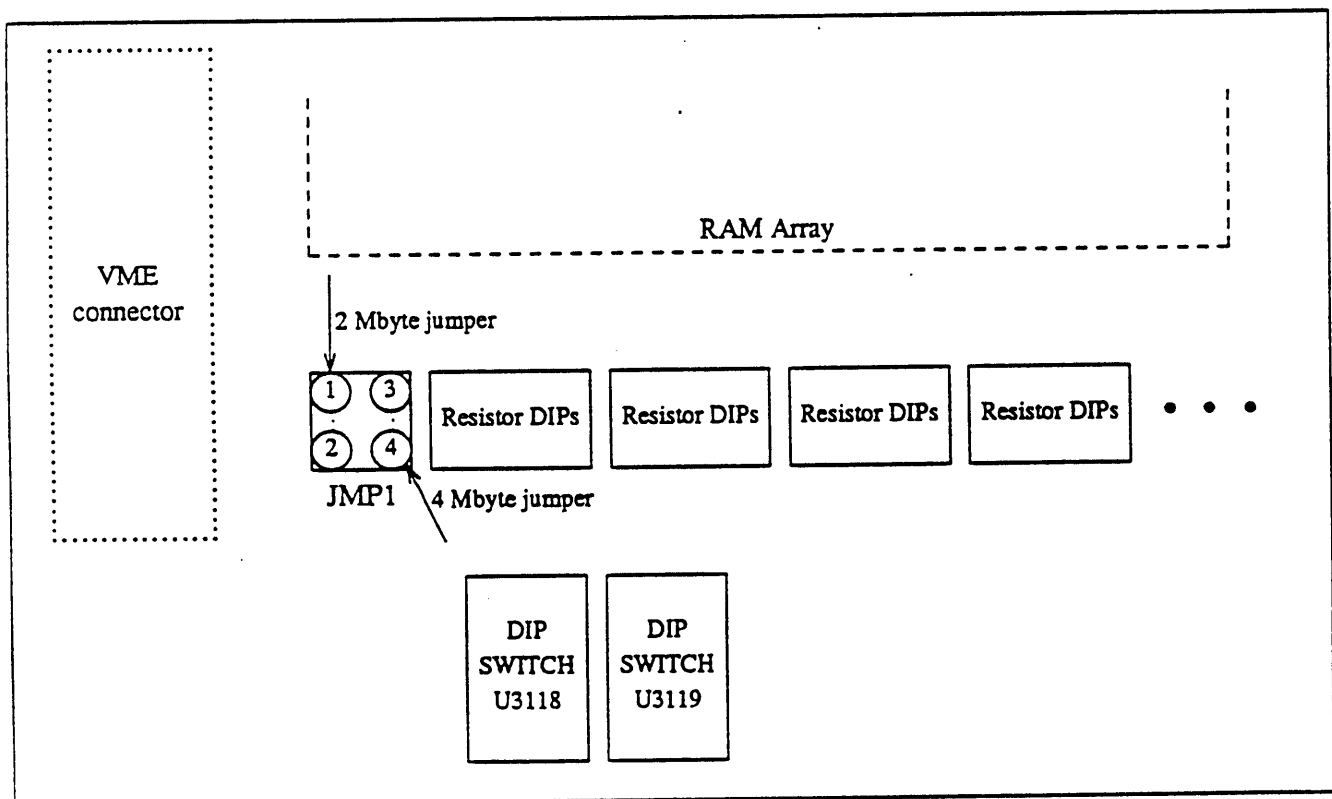 RAM Array
VME
connector
2 Mbyte jumper
1 3
2 4
JMP1
Resistor DIPs
Resistor DIPs
Resistor DIPs
Resistor DIPs
4 Mbyte jumper
DIP
SWITCH
U3118
DIP
SWITCH
U3119